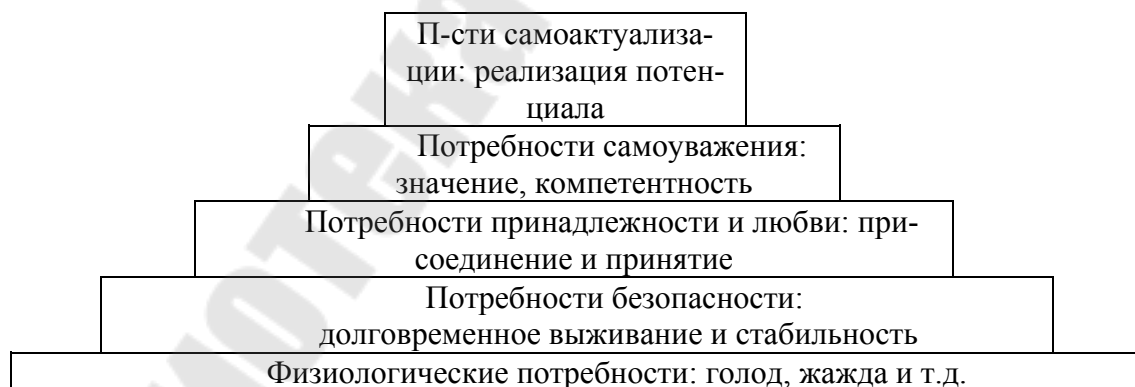 П-сти самоактуализа-
ции: реализация потен-
циала
Потребности самоуважения:
значение, компетентность
Потребности принадлежности и любви: при-
соединение и принятие
Потребности безопасности:
долговременное выживание и стабильность
Физиологические потребности: голод, жажда и т.д.